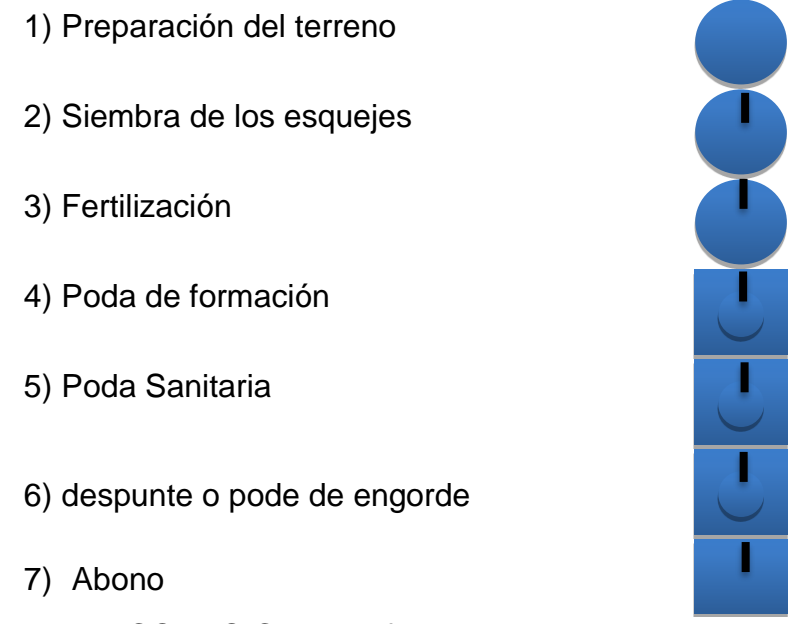 1) Preparación del terreno
2) Siembra de los esquejes
3) Fertilización
4) Poda de formación
5) Poda Sanitaria
6) despunte o pode de engorde
7) Abono